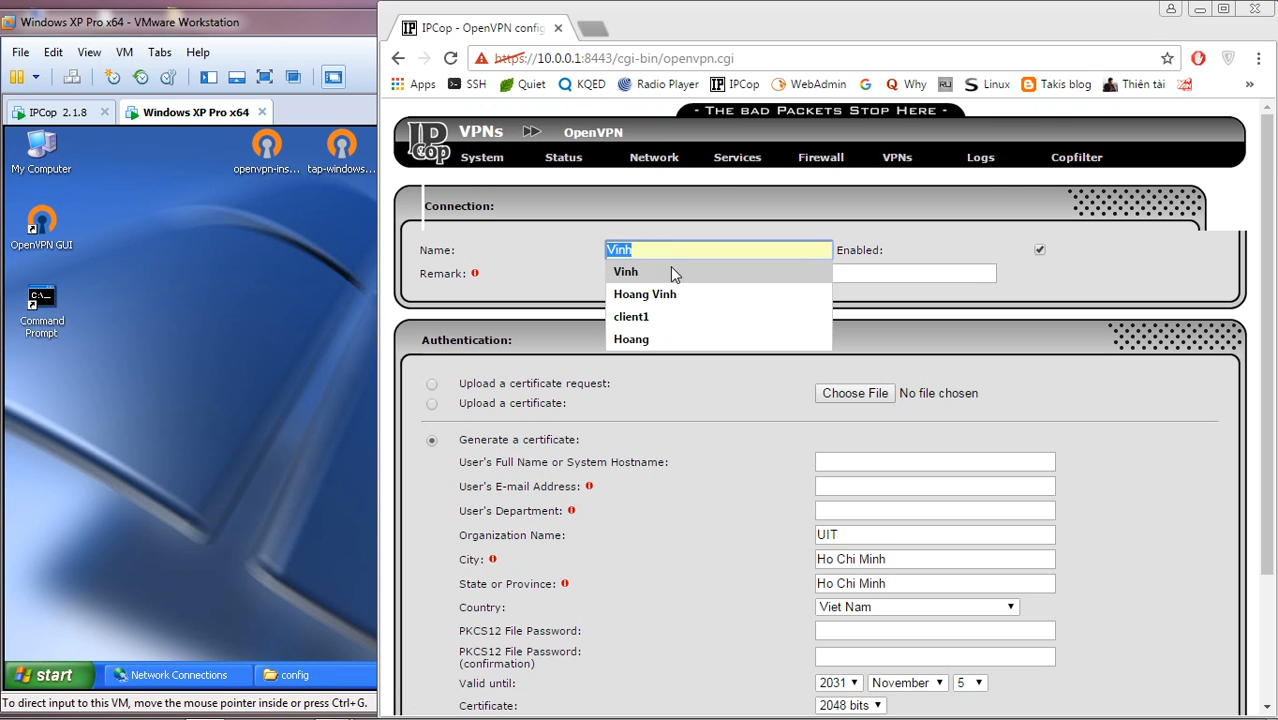 Windows XP Pro x64 - VMware Workstation
File Edit View VM Tabs Help
IPCop 2.1.8
Windows XP Pro x64
My Computer
openvpn-ins...
tap-windows...
OpenVPN GUI
C:\
Command
Prompt
start
Network Connections
config
To direct input to this VM, move the mouse pointer inside or press Ctrl+G.
IPCop - OpenVPN config
https://10.0.0.1:8443/cgi-bin/openvpn.cgi
Apps SSH Quiet KQED Radio Player IPCop WebAdmin Why Linux Takis blog Thiên tài »
- The bad Packets Stop Here -
IP Cop
VPNs OpenVPN
System Status Network Services Firewall VPNs Logs Copfilter
Connection:
Name: Vinh Enabled:
Remark:
Vinh
Hoang Vinh
client1
Hoang
Authentication:
Upload a certificate request:
Choose File No file chosen
Upload a certificate:
Generate a certificate:
User's Full Name or System Hostname:
User's E-mail Address:
User's Department:
Organization Name: UIT
City: Ho Chi Minh
State or Province: Ho Chi Minh
Country: Viet Nam
PKCS12 File Password:
PKCS12 File Password:
(confirmation)
Valid until: 2031 November 5
Certificate: 2048 bits